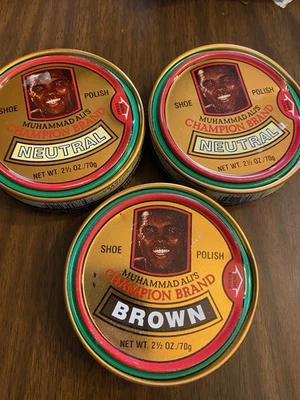 SHOE POLISH
MUHAMMAD ALI'S
CHAMPION BRAND
NEUTRAL
NET WT. 2½ OZ./70g
SHOE POLISH
MUHAMMAD ALI'S
CHAMPION BRAND
NEUTRAL
NET WT. 2½ OZ./70g
SHOE POLISH
MUHAMMAD ALI'S
CHAMPION BRAND
BROWN
NET WT. 2½ OZ./70g